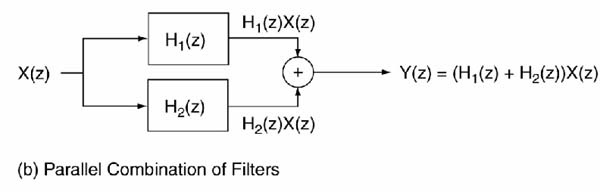 H₁(z)X(z)
H₁(z)
X(z)
+
Y(z) = (H₁(z) + H₂(z))X(z)
H₂(z)
H₂(z)X(z)
(b) Parallel Combination of Filters